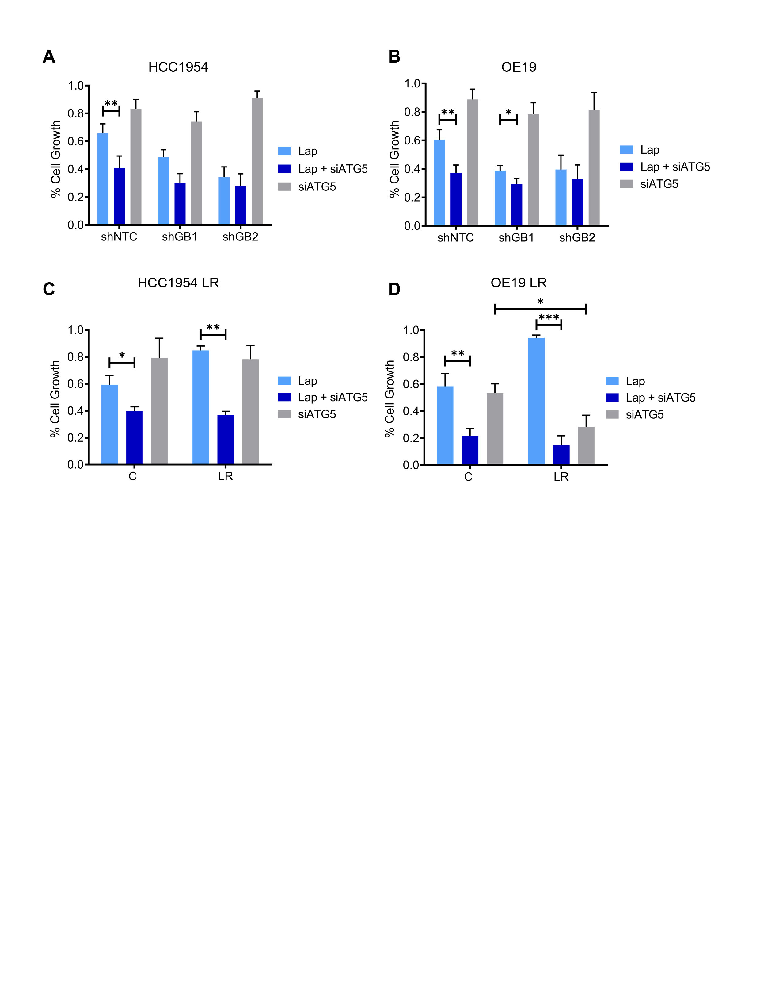 A
HCC1954
% Cell Growth
1.0
0.8
0.6
0.4
0.2
0.0
**
shNTC
shGB1
shGB2
Lap
Lap + siATG5
siATG5
B
OE19
% Cell Growth
1.0
0.8
0.6
0.4
0.2
0.0
**
*
shNTC
shGB1
shGB2
Lap
Lap + siATG5
siATG5
C
HCC1954 LR
% Cell Growth
1.0
0.8
0.6
0.4
0.2
0.0
*
**
C
LR
Lap
Lap + siATG5
siATG5
D
OE19 LR
% Cell Growth
1.0
0.8
0.6
0.4
0.2
0.0
*
***
**
C
LR
Lap
Lap + siATG5
siATG5